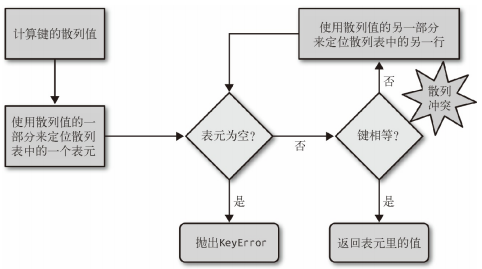 计算键的散列值
使用散列值的一
部分来定位散列
表中的一个表元
表元为空?
是
抛出KeyError
否
键相等?
是
返回表元里的值
否
散列
冲突
使用散列值的另一部分
来定位散列表中的另一行